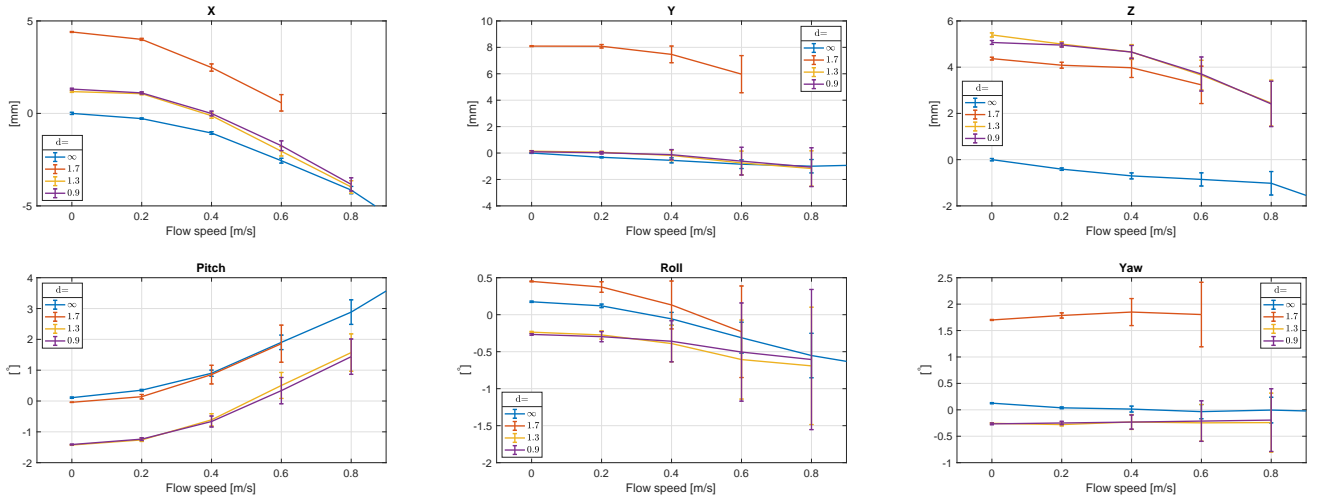 X
5
0
-5
[mm]
d=
∞
1.7
1.3
0.9
0 0.2 0.4 0.6 0.8
Flow speed [m/s]
Y
10
8
6
4
2
0
-2
-4
[mm]
d=
∞
1.7
1.3
0.9
0 0.2 0.4 0.6 0.8
Flow speed [m/s]
Z
6
4
2
0
-2
[mm]
d=
∞
1.7
1.3
0.9
0 0.2 0.4 0.6 0.8
Flow speed [m/s]
Pitch
4
3
2
1
0
-1
-2
[°]
d=
∞
1.7
1.3
0.9
0 0.2 0.4 0.6 0.8
Flow speed [m/s]
Roll
0.5
0
-0.5
-1
-1.5
-2
[°]
d=
∞
1.7
1.3
0.9
0 0.2 0.4 0.6 0.8
Flow speed [m/s]
Yaw
2.5
2
1.5
1
0.5
0
-0.5
-1
[°]
d=
∞
1.7
1.3
0.9
0 0.2 0.4 0.6 0.8
Flow speed [m/s]